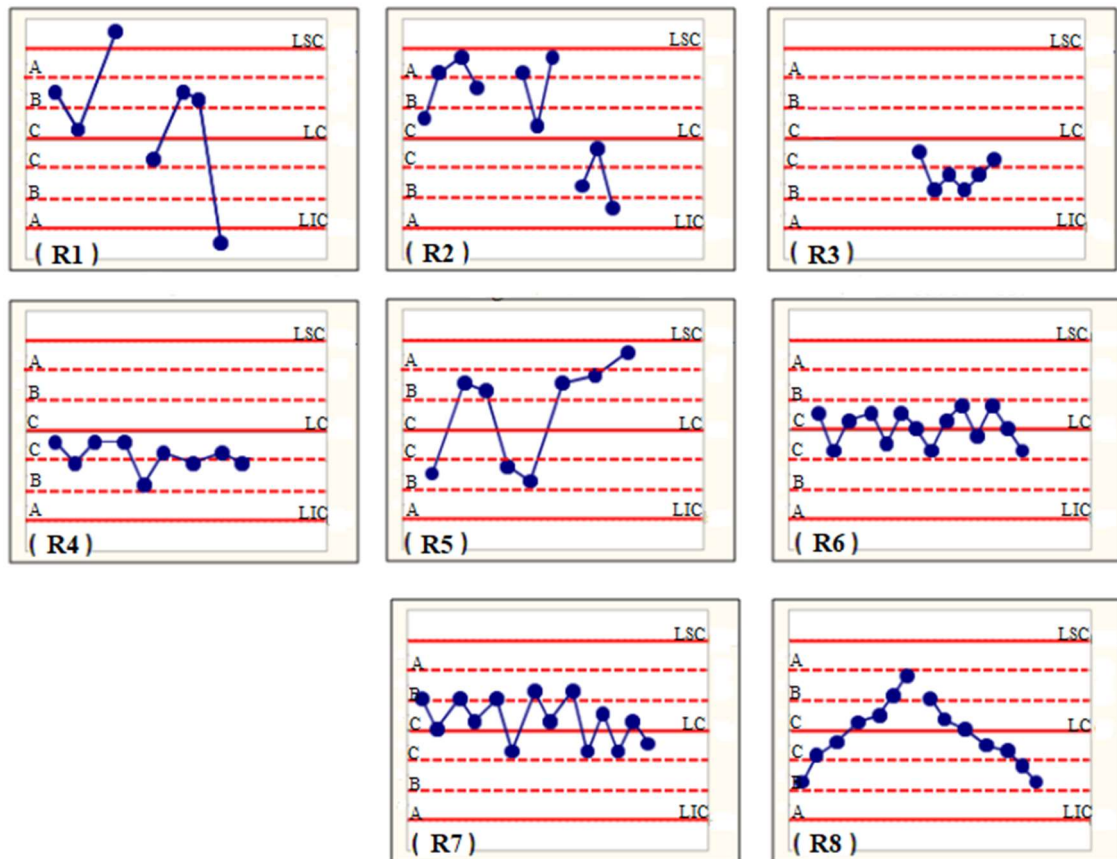 LSC
A
B
C LC
C
B
A LIC
( R1 )
LSC
A
B
C LC
C
B
A LIC
( R2 )
LSC
A
B
C LC
C
B
A LIC
( R3 )
LSC
A
B
C LC
C
B
A LIC
( R4 )
LSC
A
B
C LC
C
B
A LIC
( R5 )
LSC
A
B
C LC
C
B
A LIC
( R6 )
LSC
A
B
C LC
C
B
A LIC
( R7 )
LSC
A
B
C LC
C
B
A LIC
( R8 )